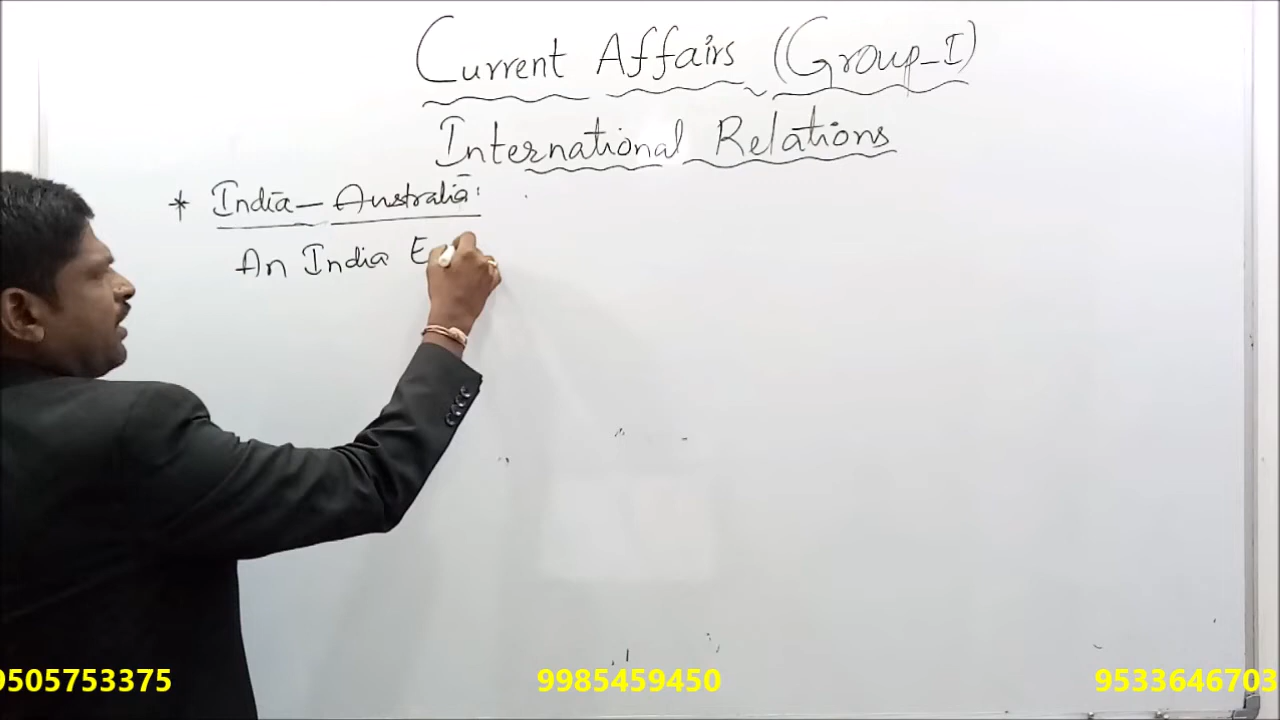 Current Affairs (Group-I)
International Relations
* India - Australia:
An India E
9505753375 9985459450 9533646703